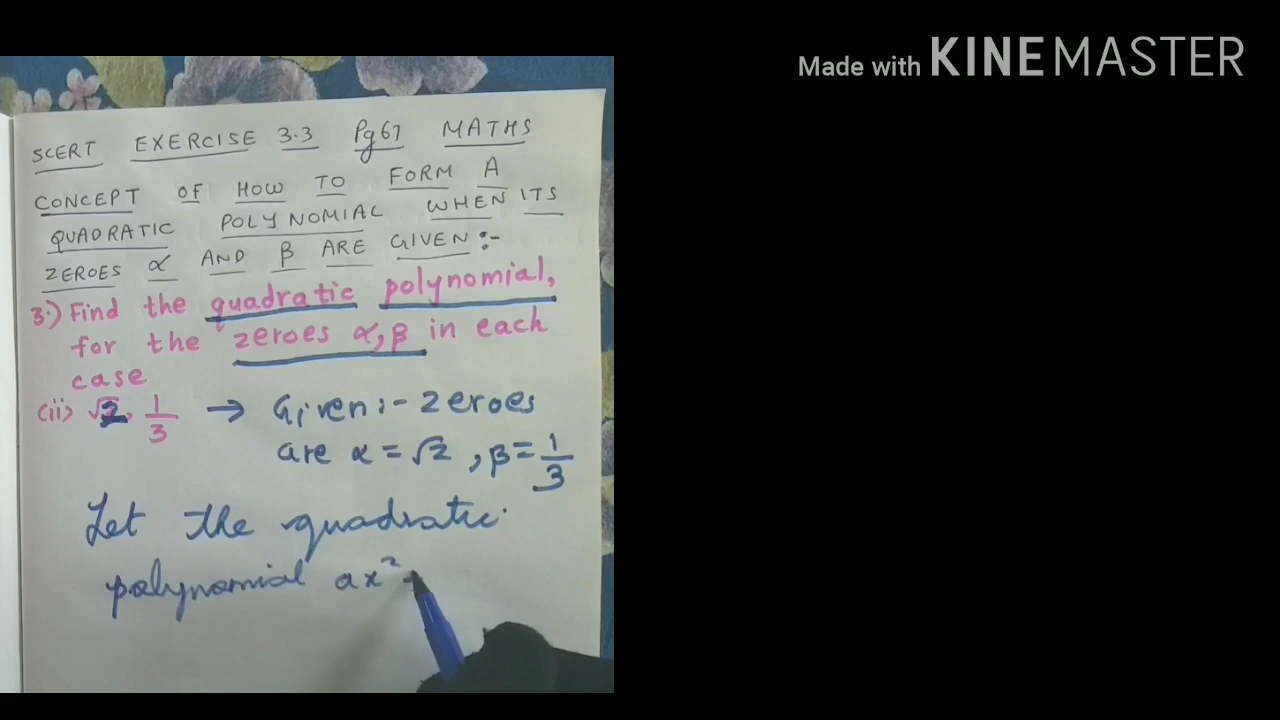 Made with KINEMASTER
SCERT EXERCISE 3.3 Pg67 MATHS
CONCEPT OF HOW TO FORM A
QUADRATIC POLYNOMIAL WHEN ITS
ZEROES α AND β ARE GIVEN:-
3.) Find the quadratic polynomial,
for the zeroes α, β in each
case
(ii) √2, 1/3 → Given:- Zeroes
are α = √2, β = 1/3
Let the quadratic
polynomial ax²